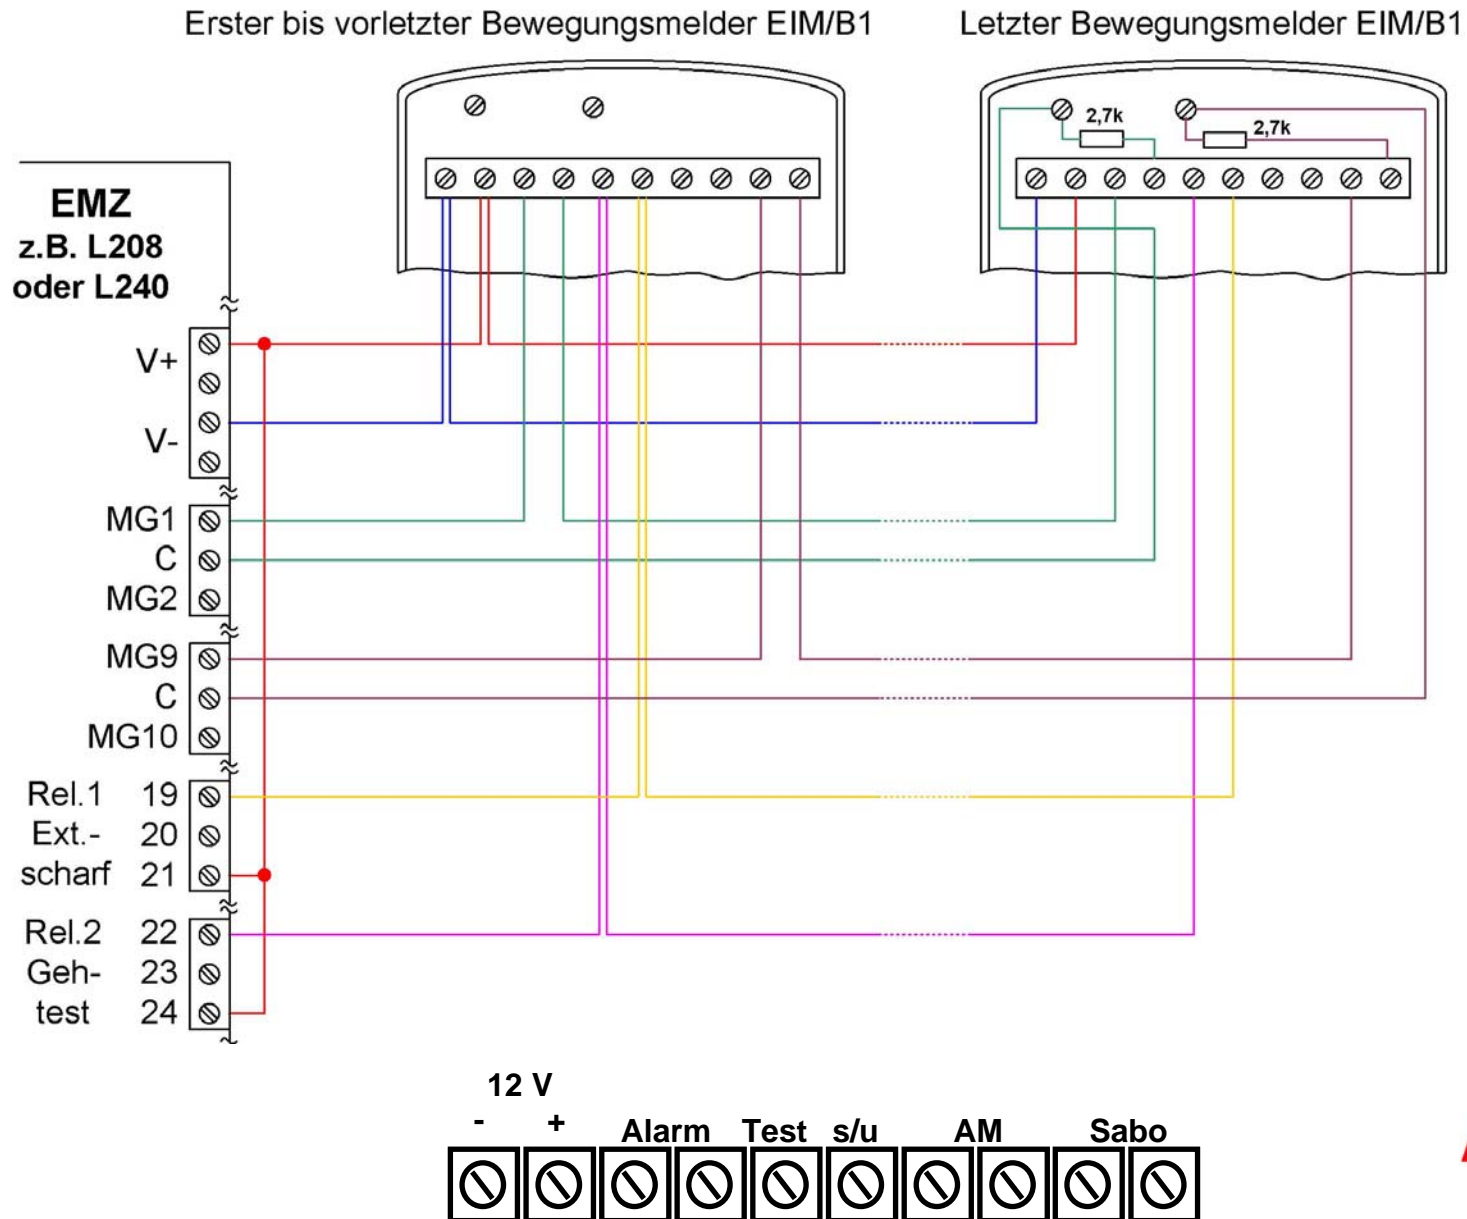 Erster bis vorletzter Bewegungsmelder EIM/B1
Letzter Bewegungsmelder EIM/B1
2,7k
2,7k
EMZ
z.B. L208
oder L240
V+
V-
MG1
C
MG2
MG9
C
MG10
Rel.1 19
Ext.- 20
scharf 21
Rel.2 22
Geh- 23
test 24
12 V
- +
Alarm Test s/u AM Sabo